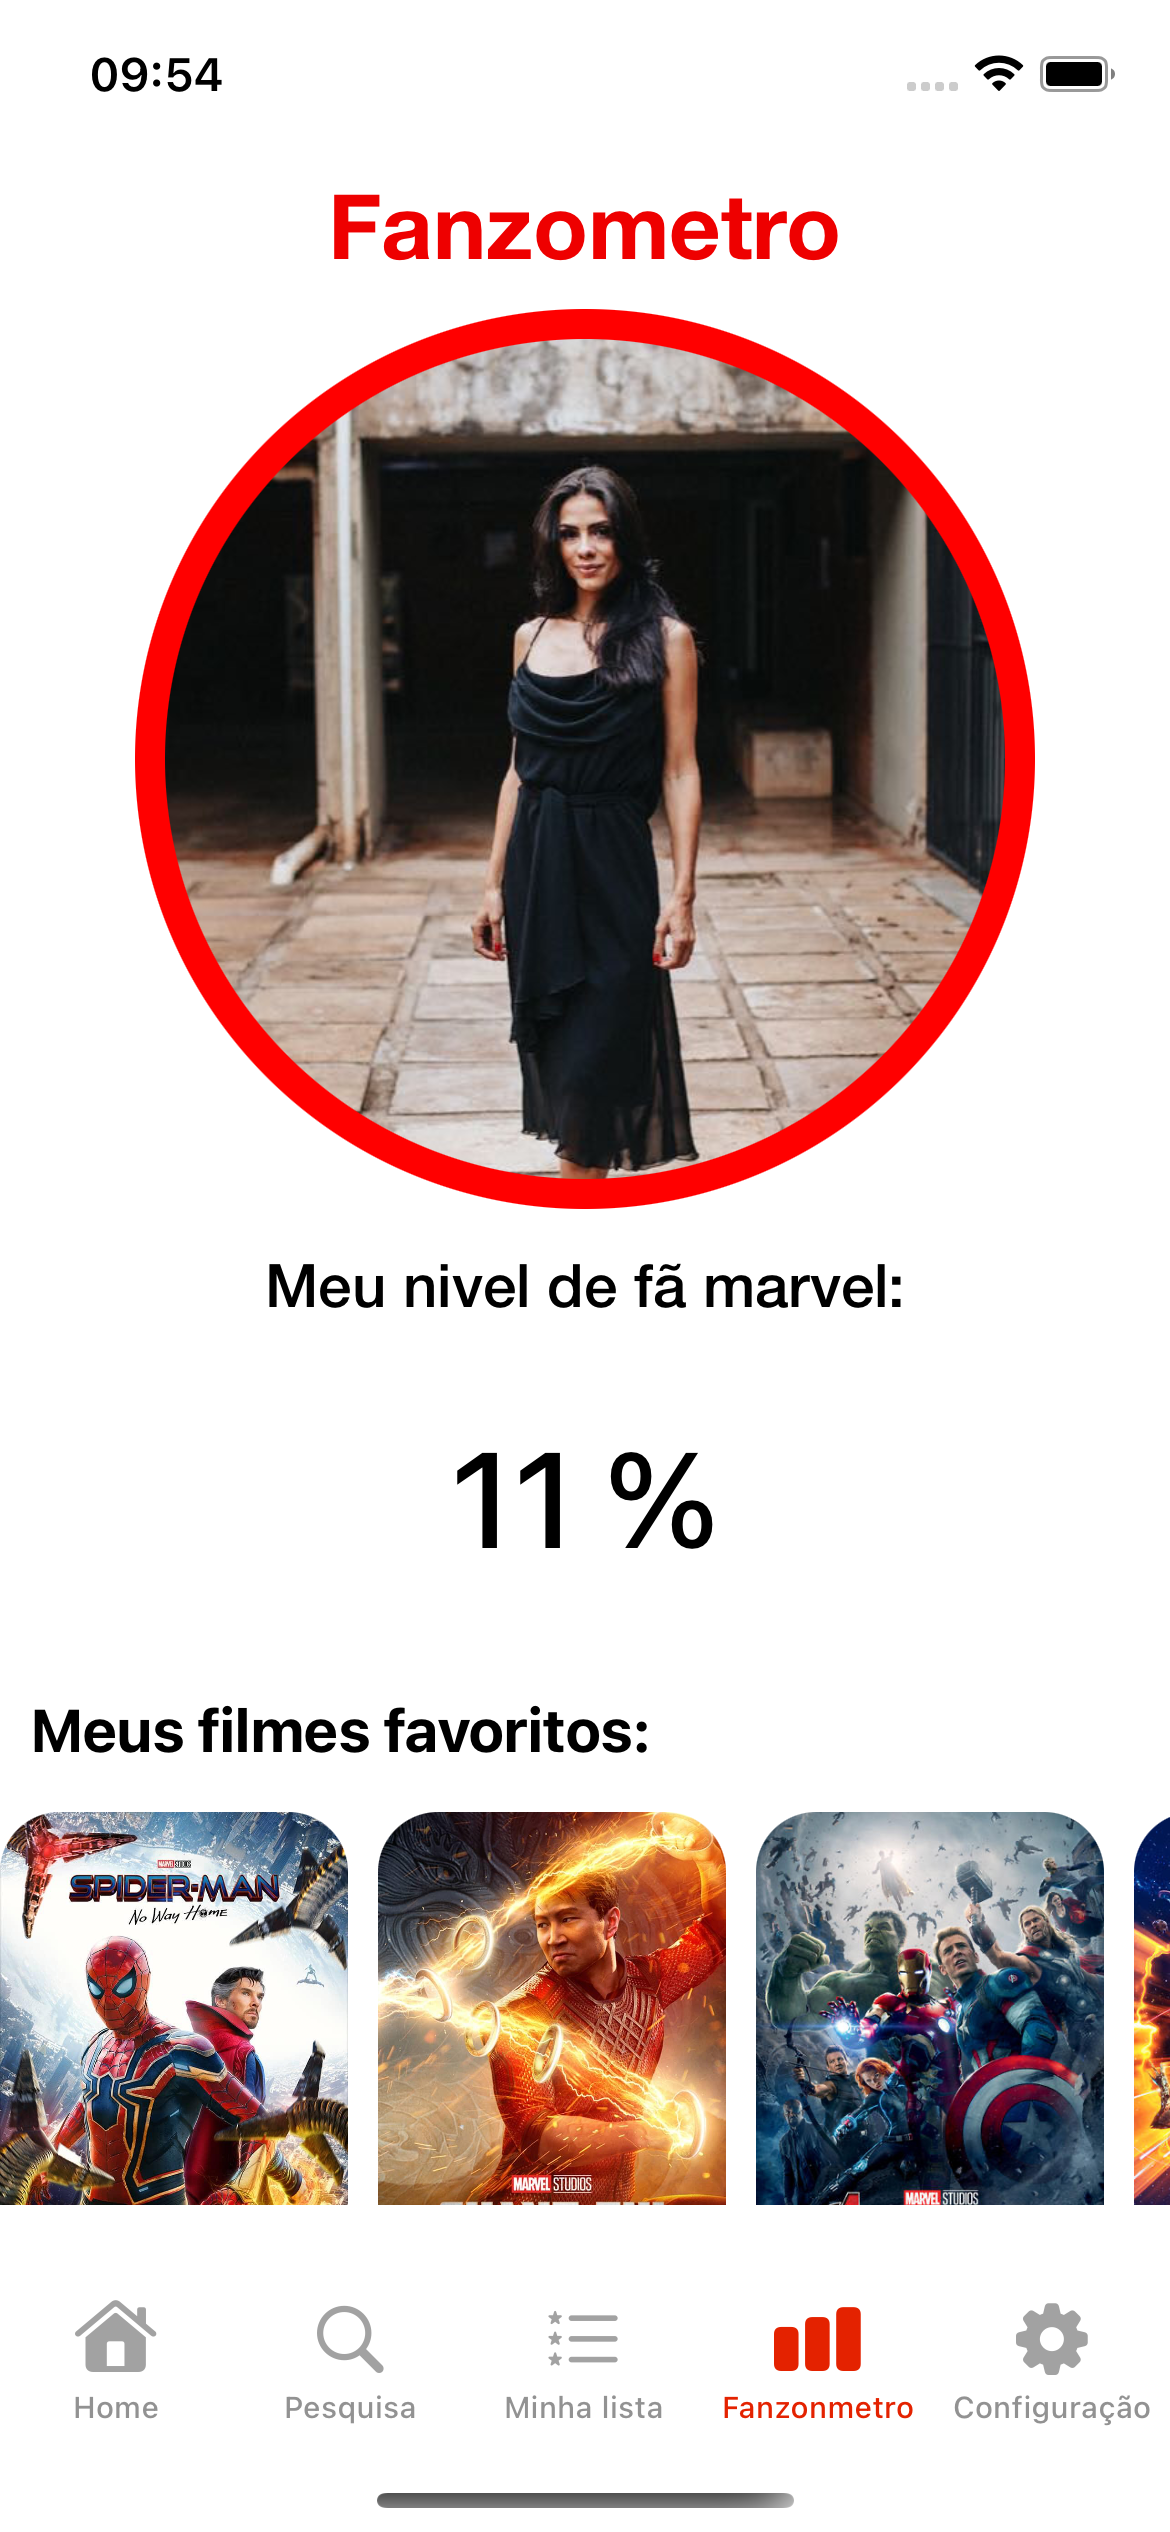 09:54
Fanzometro
Meu nivel de fã marvel:
11 %
Meus filmes favoritos:
MARVEL STUDIOS
SPIDER-MAN
No Way Home
MARVEL STUDIOS
MARVEL STUDIOS
Home
Pesquisa
Minha lista
Fanzonmetro
Configuração